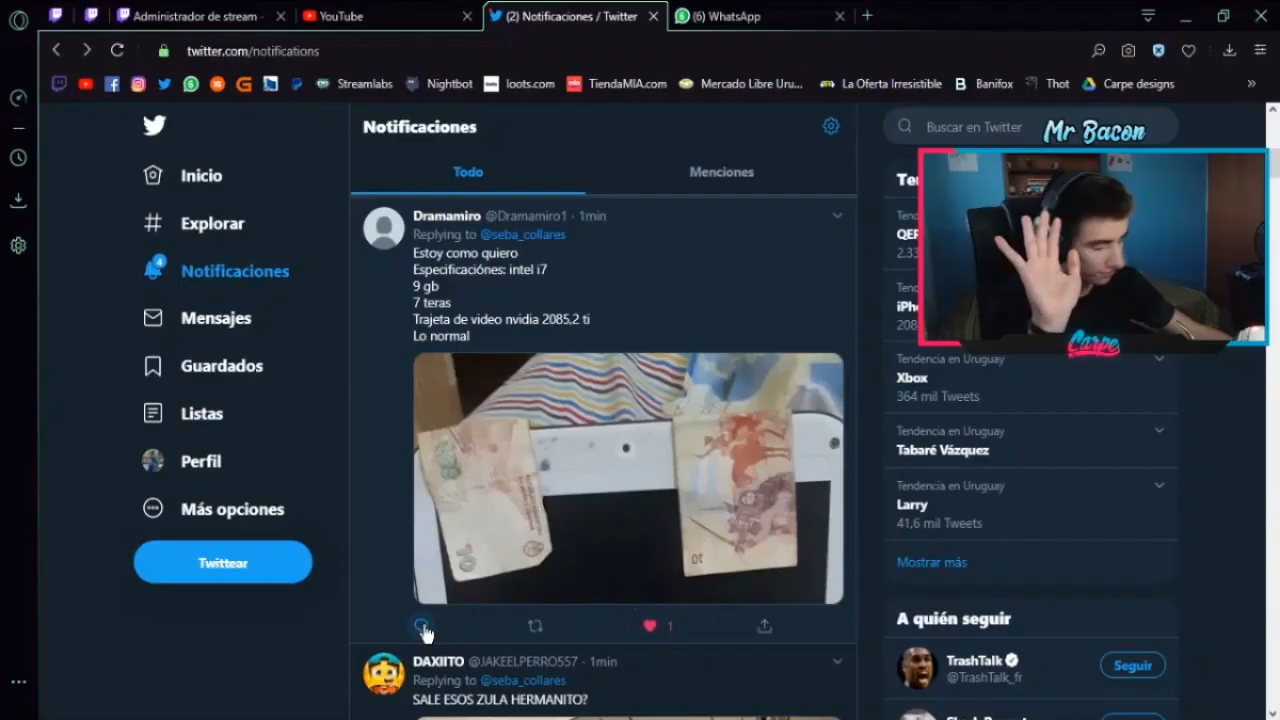 Administrador de stream
YouTube
(2) Notificaciones / Twitter
(6) WhatsApp
twitter.com/notifications
Streamlabs
Nightbot
loots.com
TiendaMIA.com
Mercado Libre Uru...
La Oferta Irresistible
Banifox
Thot
Carpe designs
Inicio
Explorar
4
Notificaciones
Mensajes
Guardados
Listas
Perfil
Más opciones
Twittear
Notificaciones
Todo
Menciones
Dramamiro @Dramamiro1 · 1min
Replying to @seba_collares
Estoy como quiero
Especificaciónes: intel i7
9 gb
7 teras
Trajeta de video nvidia 2085,2 ti
Lo normal
10
1
DAXIITO @JAKEELPERRO557 · 1min
Replying to @seba_collares
SALE ESOS ZULA HERMANITO?
Buscar en Twitter
Mr Bacon
Carpe
Tendencia en Uruguay
Xbox
364 mil Tweets
Tendencia en Uruguay
Tabaré Vázquez
Tendencia en Uruguay
Larry
41,6 mil Tweets
Mostrar más
A quién seguir
TrashTalk
@TrashTalk_fr
Seguir